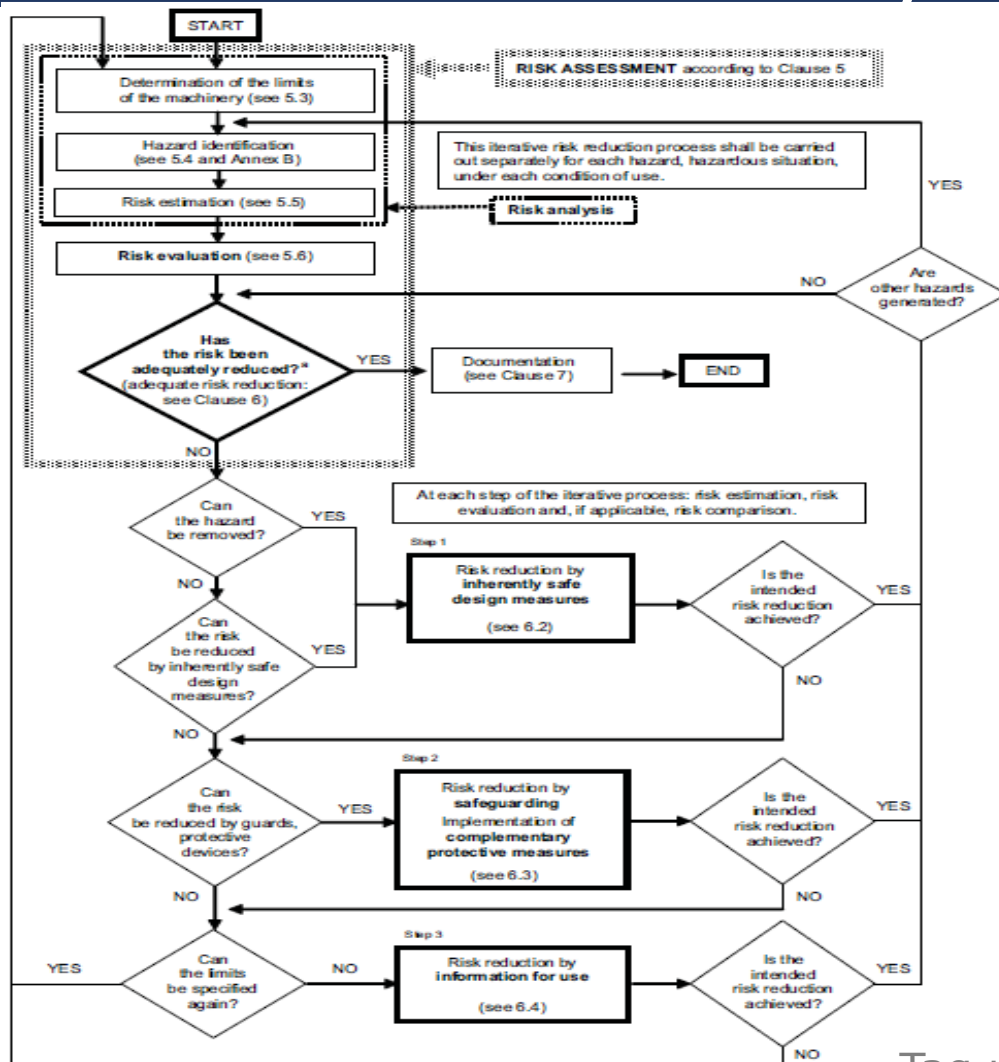 START
RISK ASSESSMENT according to Clause 5
Determination of the limits
of the machinery (see 5.3)
Hazard identification
(see 5.4 and Annex B)
This iterative risk reduction process shall be carried
out separately for each hazard, hazardous situation,
under each condition of use.
YES
Risk estimation (see 5.5)
Risk analysis
Risk evaluation (see 5.6)
NO
Are
other hazards
generated?
Has
the risk been
adequately reduced?ª
(adequate risk reduction:
see Clause 6)
YES
Documentation
(see Clause 7)
END
NO
Can
the hazard
be removed?
YES
At each step of the iterative process: risk estimation, risk
evaluation and, if applicable, risk comparison.
Step 1
Risk reduction by
inherently safe
design measures
(see 6.2)
Is the
intended
risk reduction
achieved?
YES
NO
Can
the risk
be reduced
by inherently safe
design
measures?
YES
NO
NO
Step 2
Can
the risk
be reduced by guards,
protective
devices?
YES
Risk reduction by
safeguarding
Implementation of
complementary
protective measures
(see 6.3)
Is the
intended
risk reduction
achieved?
YES
NO
NO
Step 3
YES
Can
the limits
be specified
again?
NO
Risk reduction by
information for use
(see 6.4)
Is the
intended
risk reduction
achieved?
YES
NO